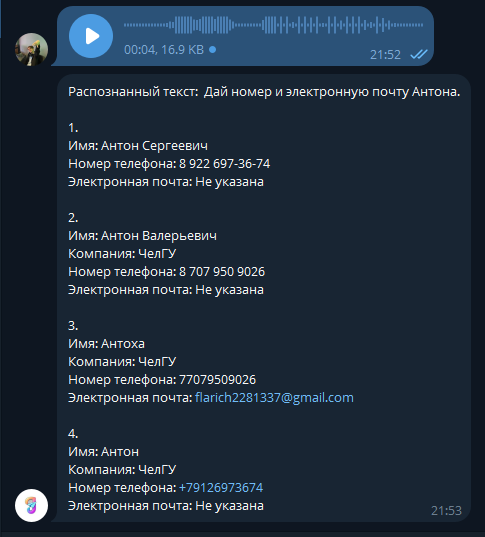 00:04, 16.9 KB
21:52
Распознанный текст: Дай номер и электронную почту Антона.
1.
Имя: Антон Сергеевич
Номер телефона: 8 922 697-36-74
Электронная почта: Не указана
2.
Имя: Антон Валерьевич
Компания: ЧелГУ
Номер телефона: 8 707 950 9026
Электронная почта: Не указана
3.
Имя: Антоха
Компания: ЧелГУ
Номер телефона: 77079509026
Электронная почта: flarich2281337@gmail.com
4.
Имя: Антон
Компания: ЧелГУ
Номер телефона: +79126973674
Электронная почта: Не указана
21:53